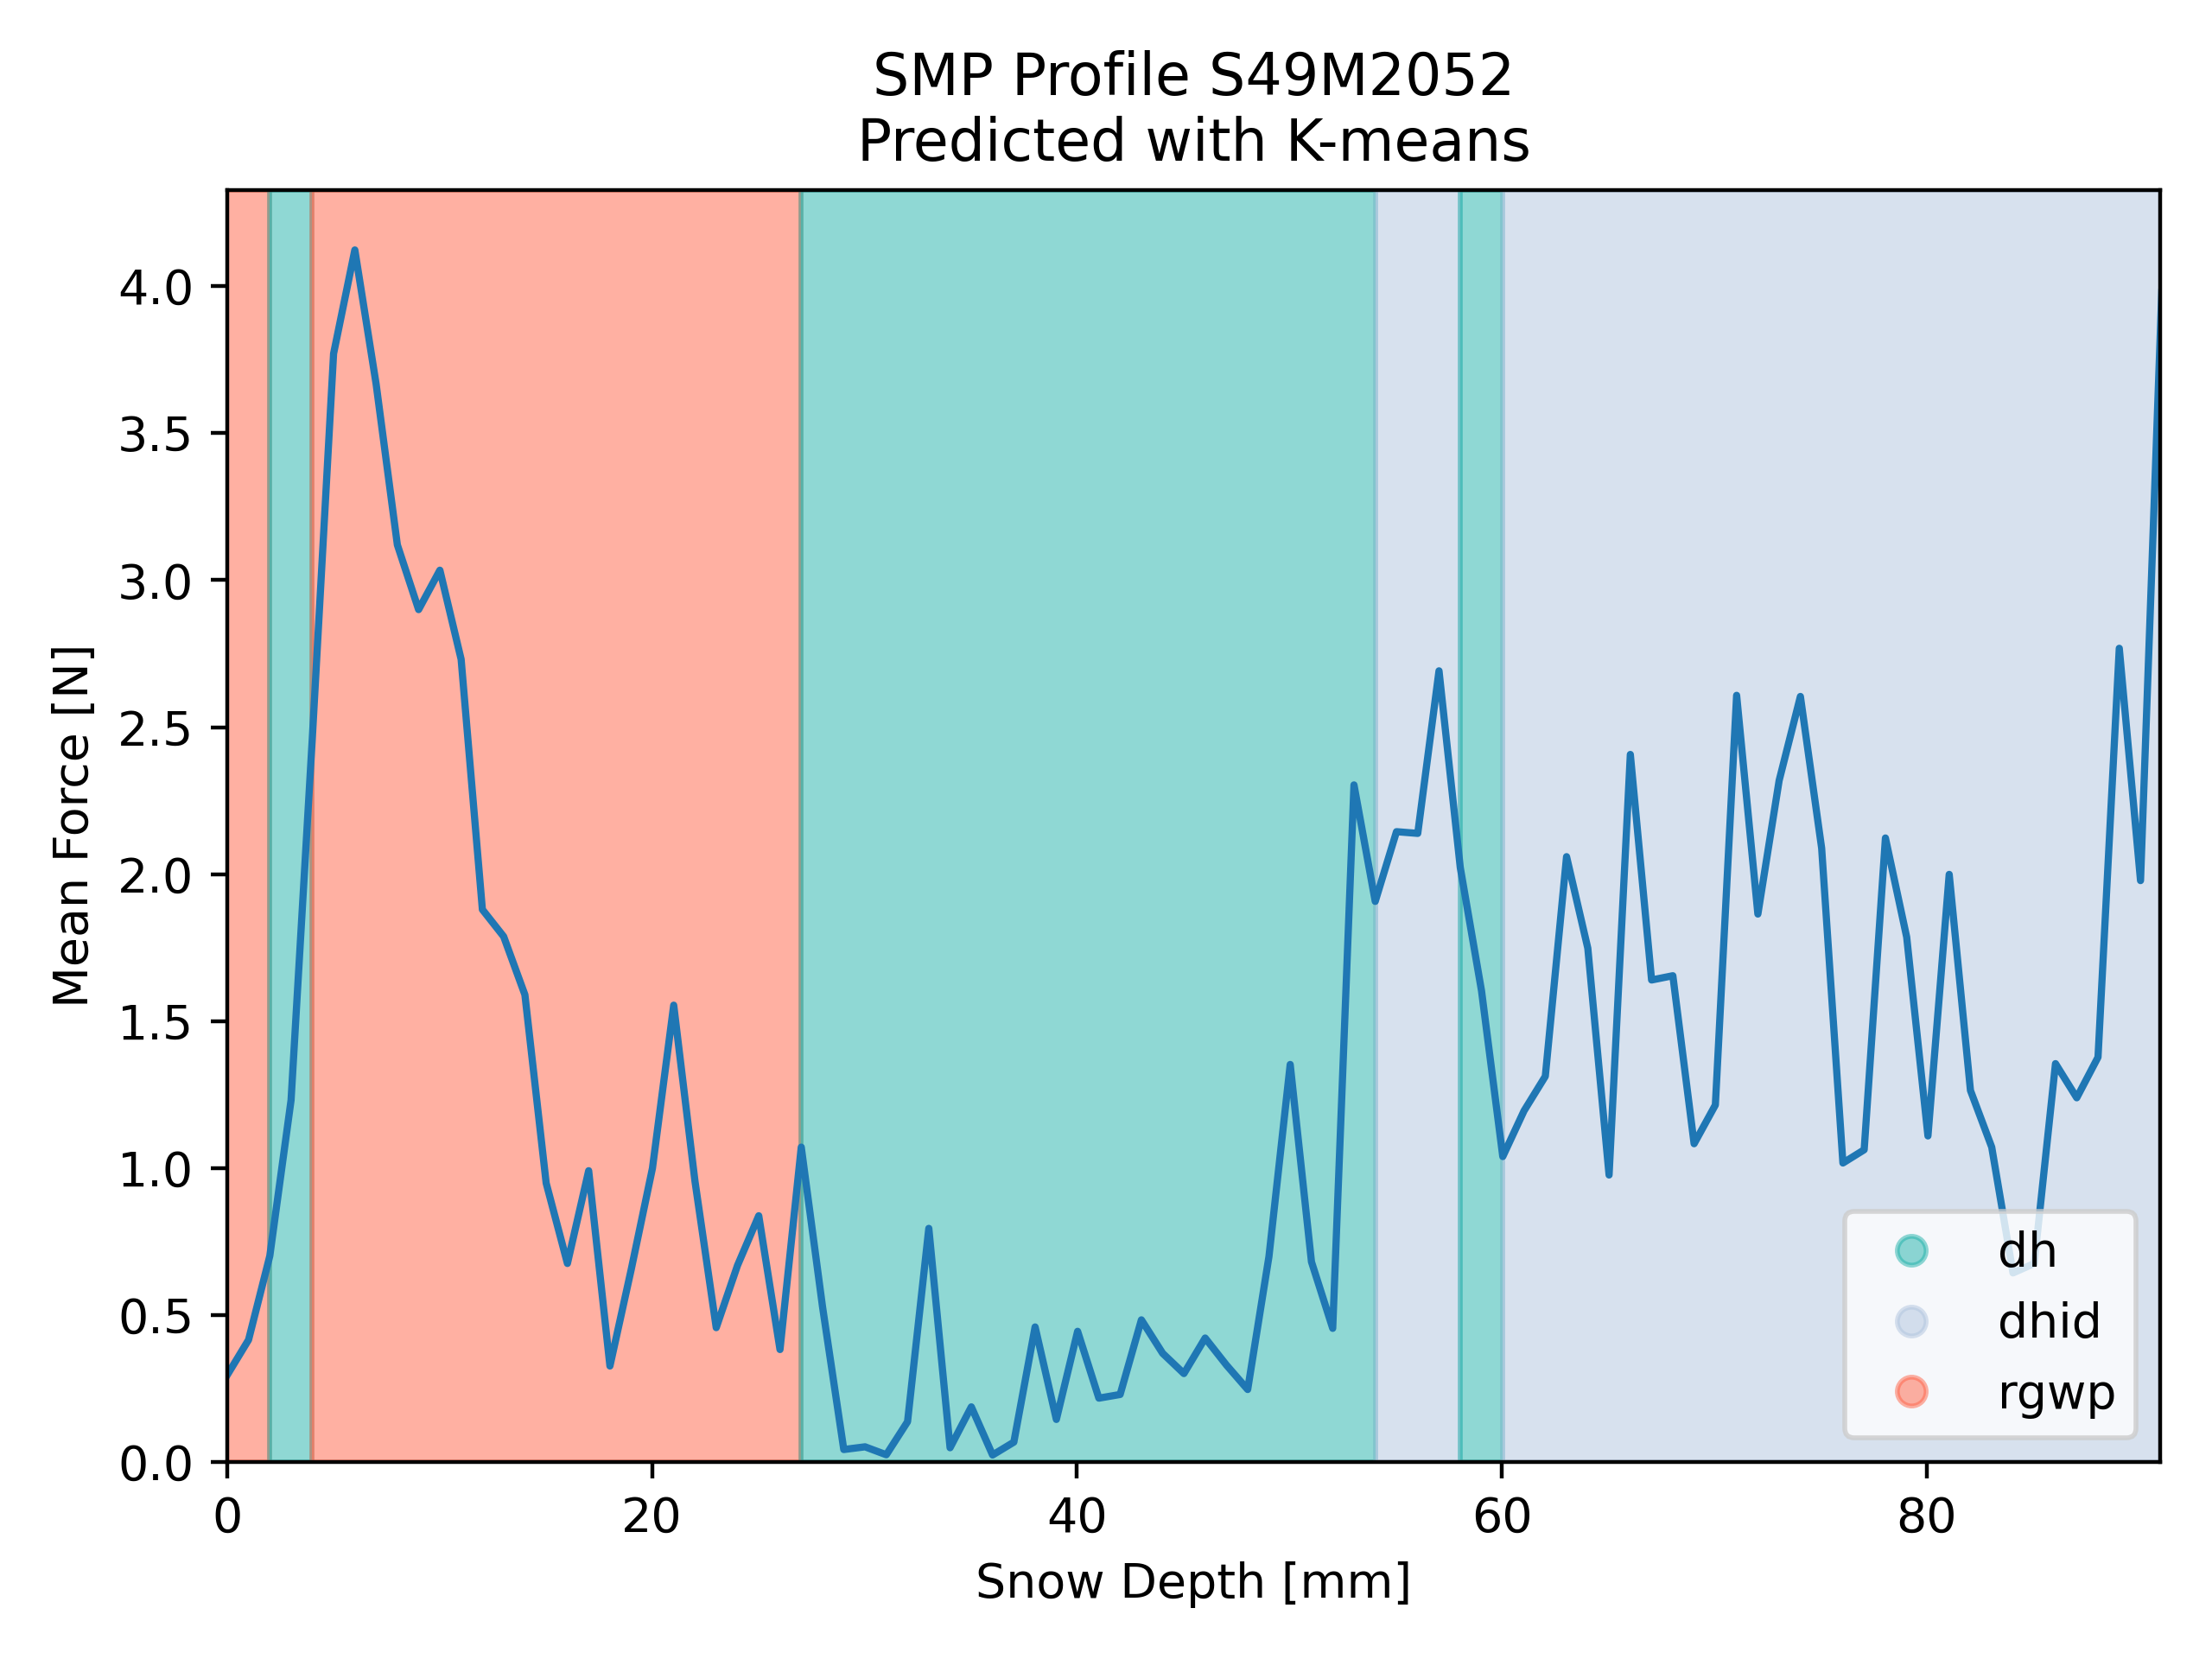 SMP Profile S49M2052
Predicted with K-means
Mean Force [N]
4.0
3.5
3.0
2.5
2.0
1.5
1.0
0.5
0.0
0
20
40
60
80
Snow Depth [mm]
dh
dhid
rgwp